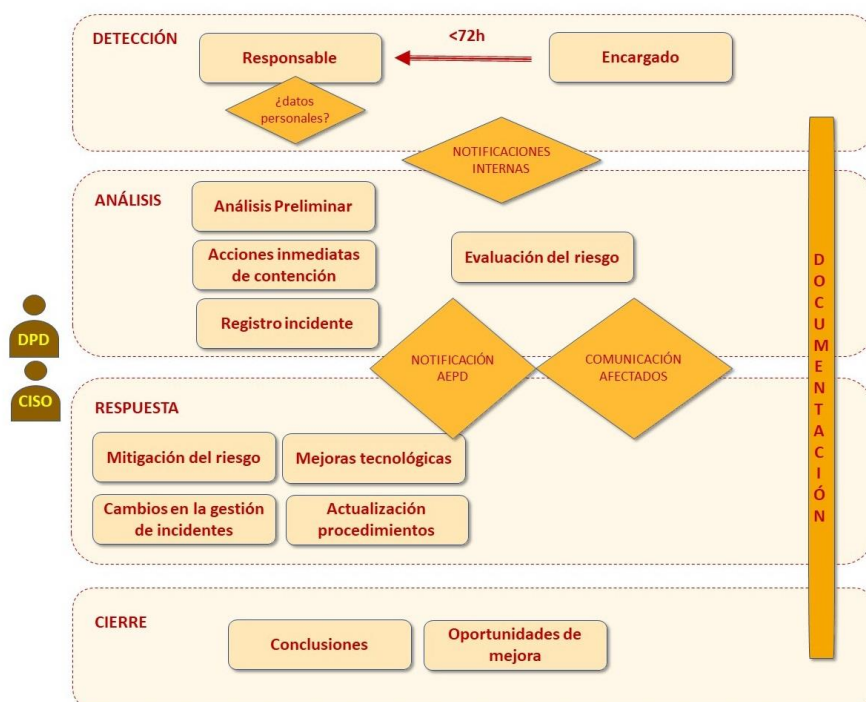 DETECCIÓN
Responsable
<72h
Encargado
¿datos
personales?
NOTIFICACIONES
INTERNAS
ANÁLISIS
Análisis Preliminar
Acciones inmediatas
de contención
Evaluación del riesgo
Registro incidente
DPD
CISO
NOTIFICACIÓN
AEPD
COMUNICACIÓN
AFECTADOS
RESPUESTA
Mitigación del riesgo
Mejoras tecnológicas
Cambios en la gestión
de incidentes
Actualización
procedimientos
CIERRE
Conclusiones
Oportunidades de
mejora
DOCUMENTACIÓN